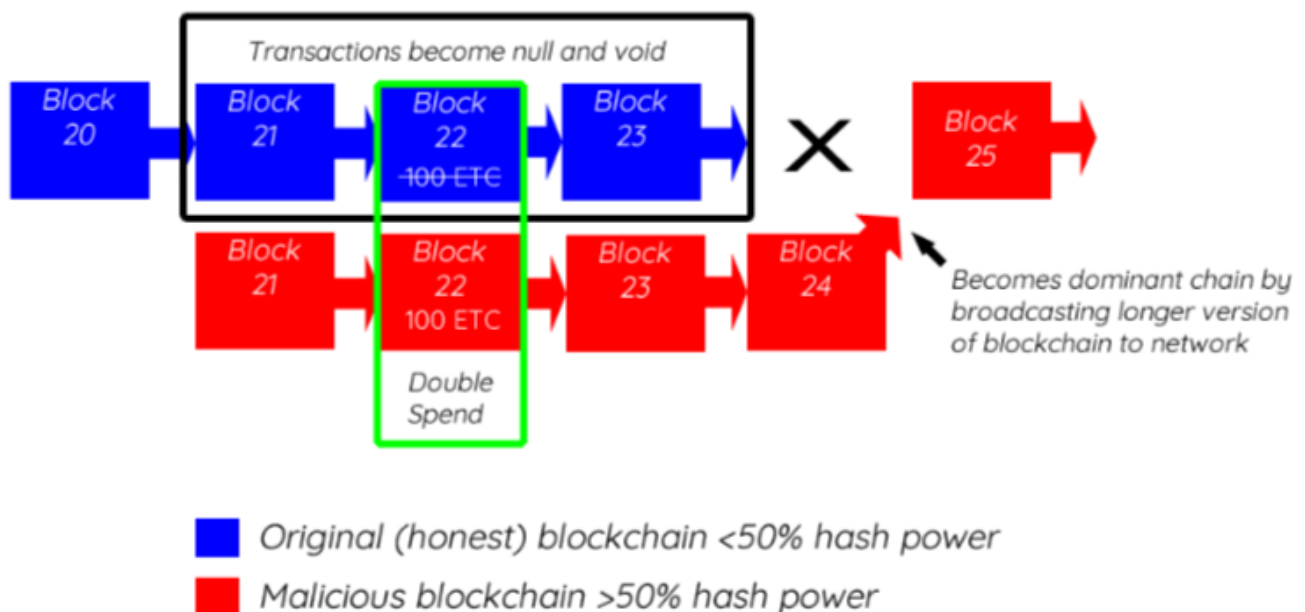 Transactions become null and void
Block
20
Block
21
Block
22
100 ETC
Block
23
Block
25
Block
21
Block
22
100 ETC
Block
23
Block
24
Becomes dominant chain by
broadcasting longer version
of blockchain to network
Double
Spend
Original (honest) blockchain <50% hash power
Malicious blockchain >50% hash power